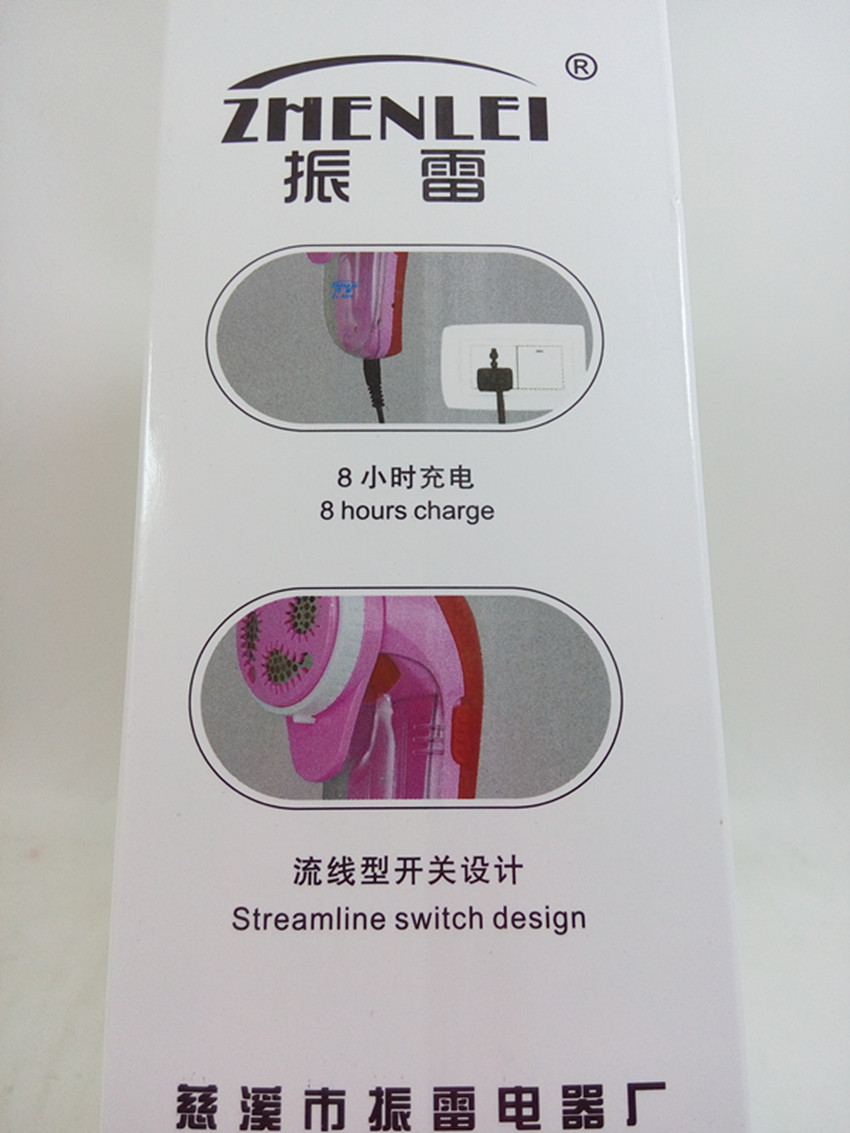 ZHENLEI ®
振雷
8小时充电
8 hours charge
流线型开关设计
Streamline switch design
慈溪市振雷电器厂